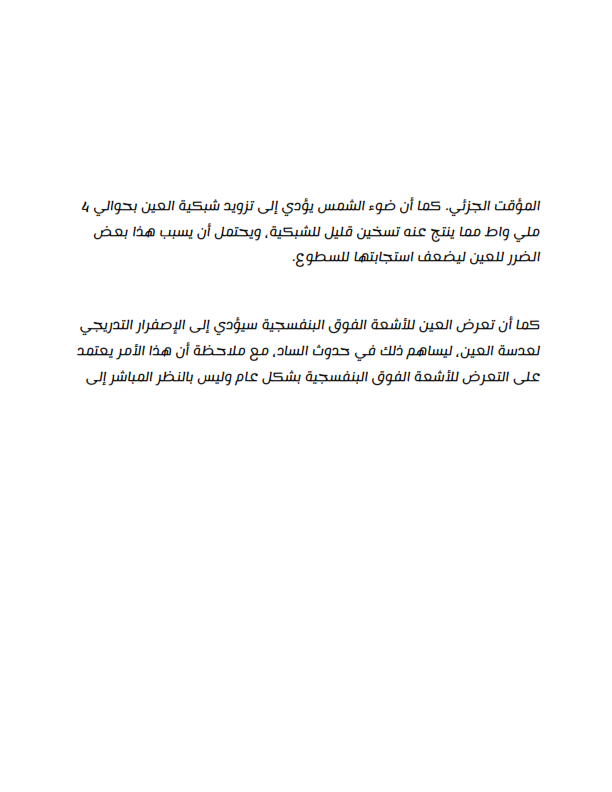 المؤقت الجزئي. كما أن ضوء الشمس يؤدي إلى تزويد شبكية العين بحوالي 4
ملي واط مما ينتج عنه تسخين قليل للشبكية، ويحتمل أن يسبب هذا بعض
الضرر للعين ليضعف استجابتها للسطوع.
كما أن تعرض العين للأشعة الفوق البنفسجية سيؤدي إلى الإصفرار التدريجي
لعدسة العين، ليساهم ذلك في حدوث الساد، مع ملاحظة أن هذا الأمر يعتمد
على التعرض للأشعة الفوق البنفسجية بشكل عام وليس بالنظر المباشر إلى